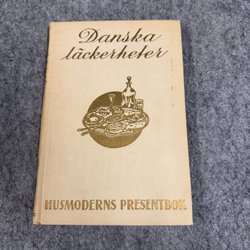 Danska
läckerheter
HUSMODERNS PRESENTBOK